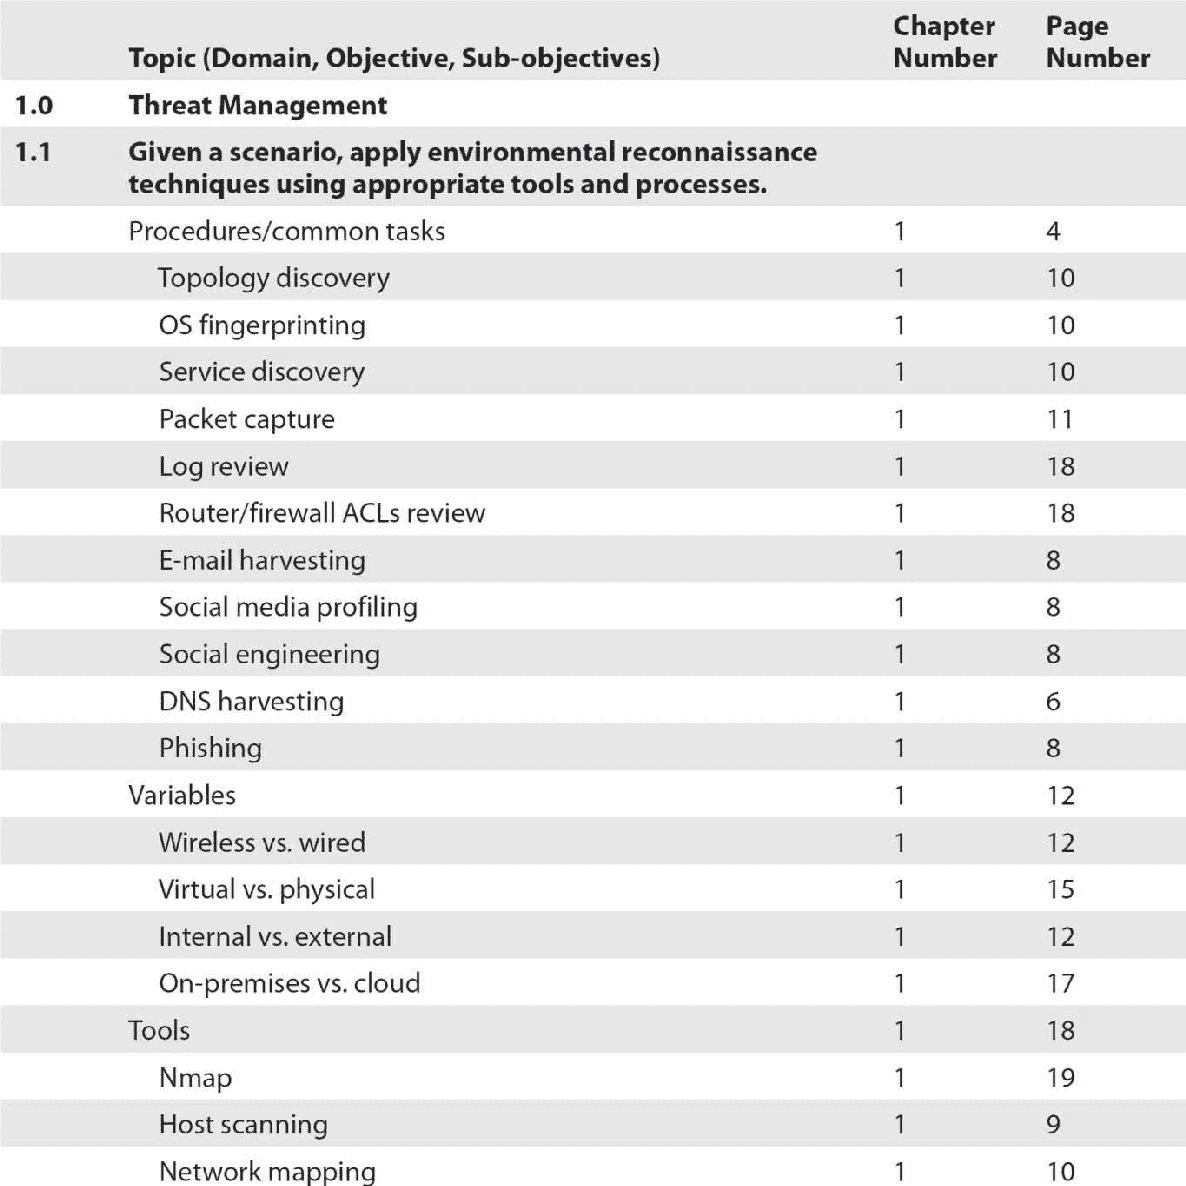 Topic (Domain, Objective, Sub-objectives) Chapter Number Page Number
1.0 Threat Management
1.1 Given a scenario, apply environmental reconnaissance
techniques using appropriate tools and processes.
Procedures/common tasks 1 4
Topology discovery 1 10
OS fingerprinting 1 10
Service discovery 1 10
Packet capture 1 11
Log review 1 18
Router/firewall ACLs review 1 18
E-mail harvesting 1 8
Social media profiling 1 8
Social engineering 1 8
DNS harvesting 1 6
Phishing 1 8
Variables 1 12
Wireless vs. wired 1 12
Virtual vs. physical 1 15
Internal vs. external 1 12
On-premises vs. cloud 1 17
Tools 1 18
Nmap 1 19
Host scanning 1 9
Network mapping 1 10